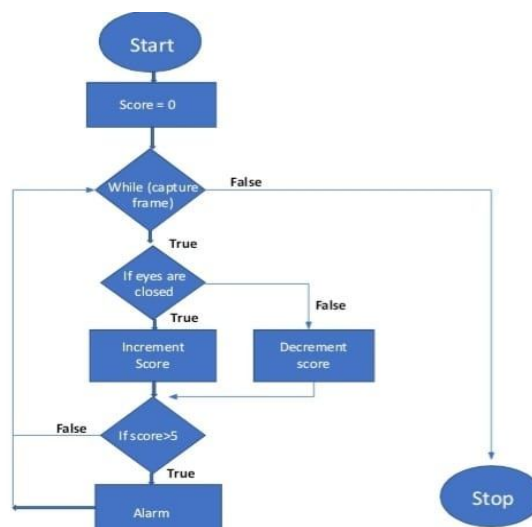 Start
Score = 0
While (capture
frame)
False
True
If eyes are
closed
False
True
Increment
Score
Decrement
score
False
If score>5
True
Alarm
Stop